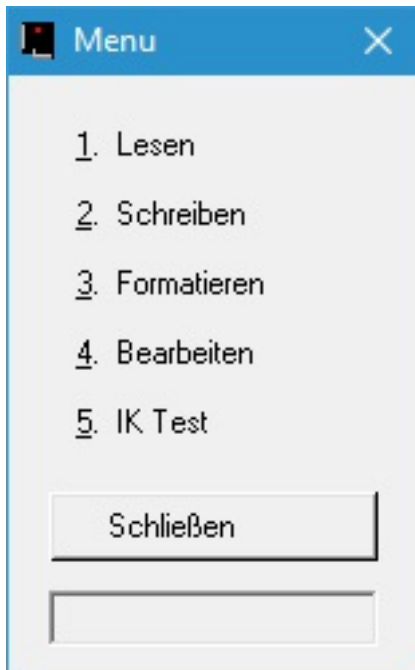 Menu
1. Lesen
2. Schreiben
3. Formatieren
4. Bearbeiten
5. IK Test
Schließen